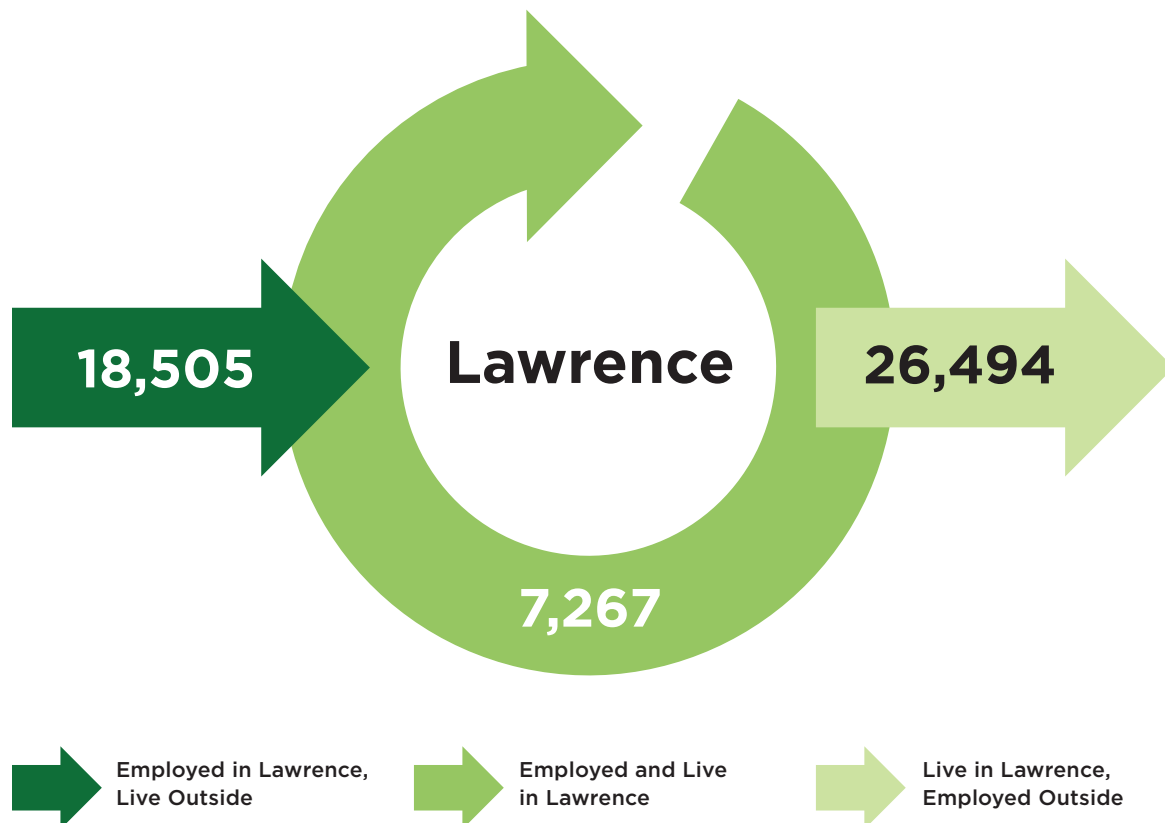 18,505
Lawrence
26,494
7,267
Employed in Lawrence,
Live Outside
Employed and Live
in Lawrence
Live in Lawrence,
Employed Outside